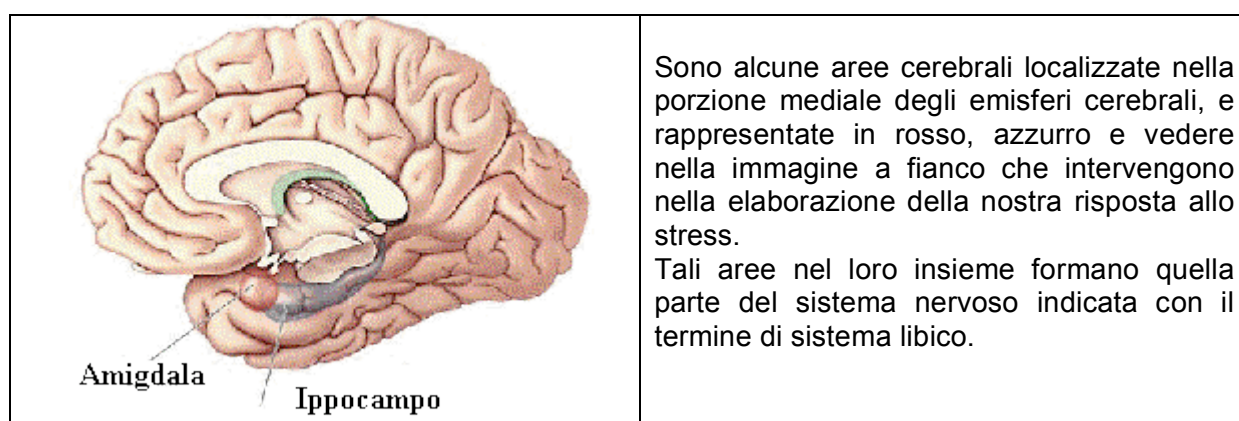 Sono alcune aree cerebrali localizzate nella
porzione mediale degli emisferi cerebrali, e
rappresentate in rosso, azzurro e vedere
nella immagine a fianco che intervengono
nella elaborazione della nostra risposta allo
stress.
Tali aree nel loro insieme formano quella
parte del sistema nervoso indicata con il
termine di sistema libico.
Amigdala
Ippocampo